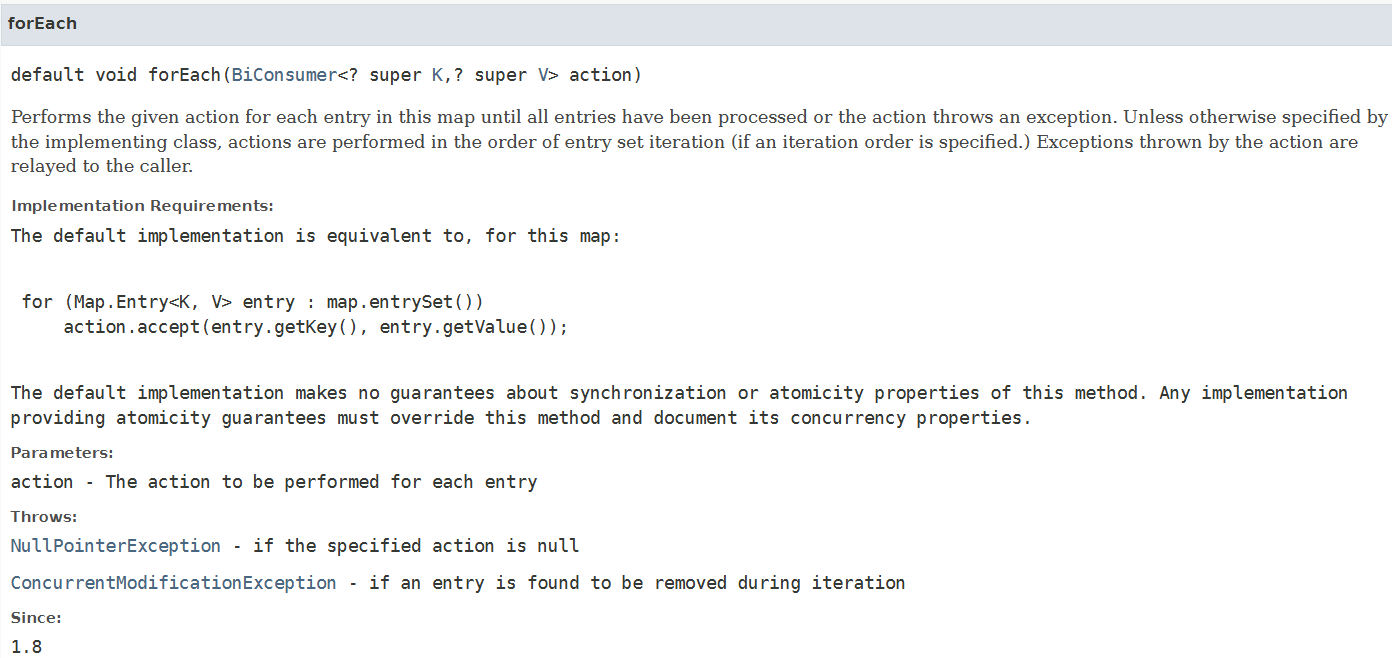 forEach
default void forEach(BiConsumer<? super K,? super V> action)
Performs the given action for each entry in this map until all entries have been processed or the action throws an exception. Unless otherwise specified by
the implementing class, actions are performed in the order of entry set iteration (if an iteration order is specified.) Exceptions thrown by the action are
relayed to the caller.
Implementation Requirements:
The default implementation is equivalent to, for this map:
for (Map.Entry<K, V> entry : map.entrySet())
    action.accept(entry.getKey(), entry.getValue());
The default implementation makes no guarantees about synchronization or atomicity properties of this method. Any implementation
providing atomicity guarantees must override this method and document its concurrency properties.
Parameters:
action - The action to be performed for each entry
Throws:
NullPointerException - if the specified action is null
ConcurrentModificationException - if an entry is found to be removed during iteration
Since:
1.8